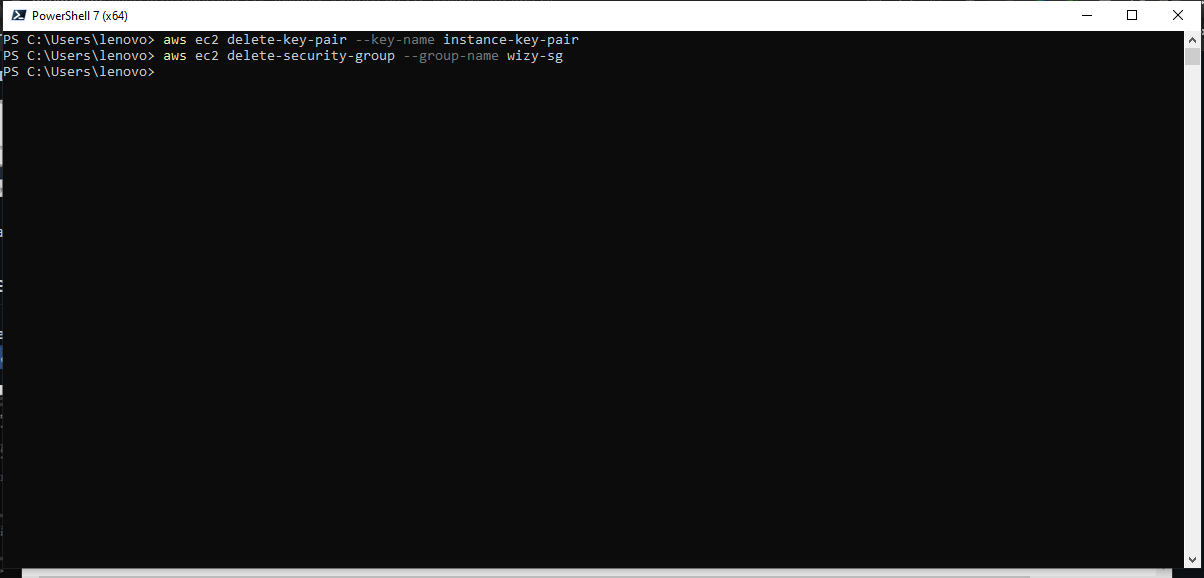 PowerShell 7 (x64)
PS C:\Users\lenovo> aws ec2 delete-key-pair --key-name instance-key-pair
PS C:\Users\lenovo> aws ec2 delete-security-group --group-name wizy-sg
PS C:\Users\lenovo>